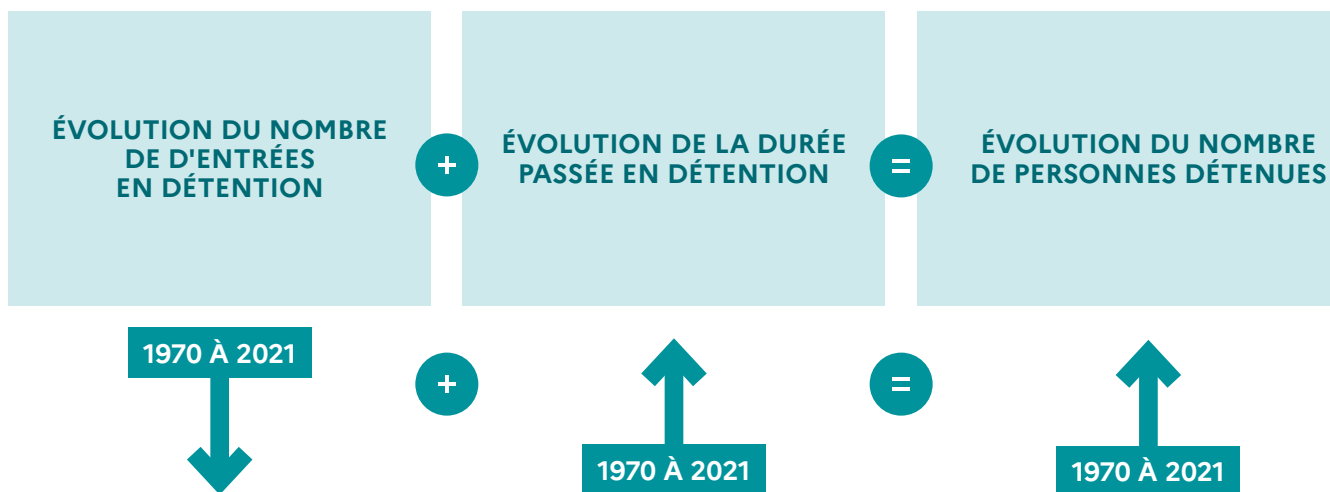 ÉVOLUTION DU NOMBRE
DE D'ENTRÉES
EN DÉTENTION
+
ÉVOLUTION DE LA DURÉE
PASSÉE EN DÉTENTION
=
ÉVOLUTION DU NOMBRE
DE PERSONNES DÉTENUES
1970 À 2021
+
1970 À 2021
=
1970 À 2021